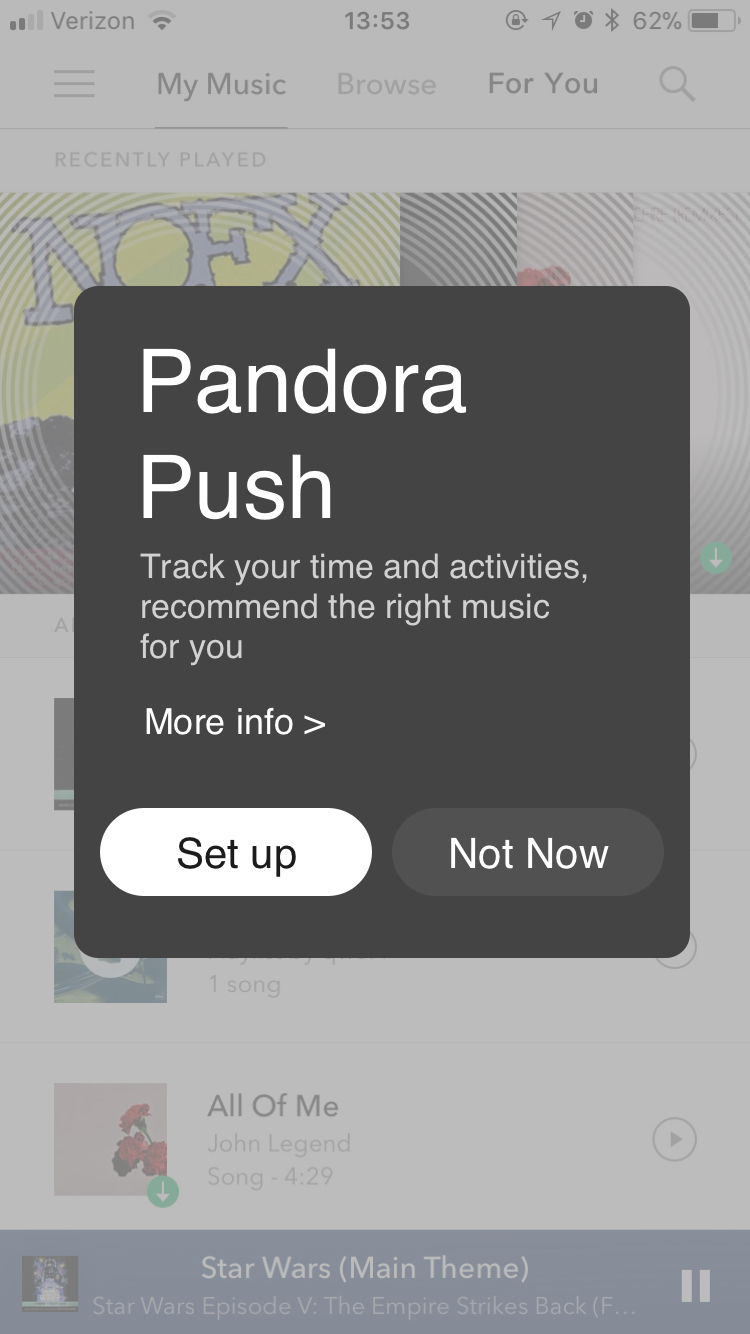 Verizon 13:53 62%
My Music Browse For You
RECENTLY PLAYED
NOFX
Pandora
Push
Track your time and activities,
recommend the right music
for you
More info >
Set up Not Now
1 song
All Of Me
John Legend
Song - 4:29
Star Wars (Main Theme)
Star Wars Episode V: The Empire Strikes Back (F...